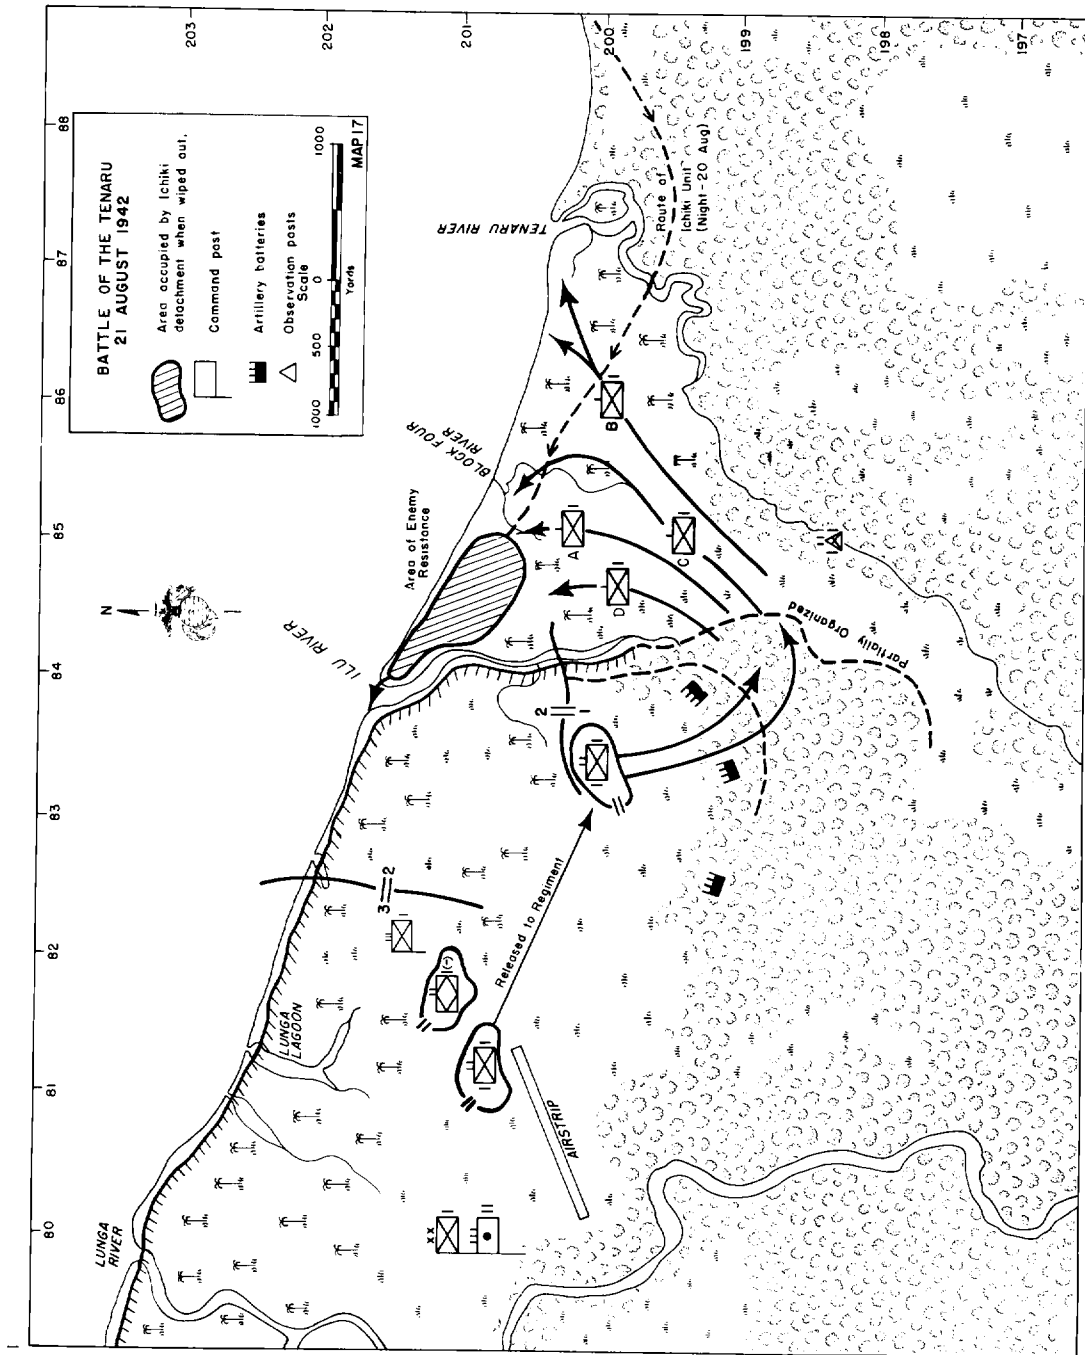 BATTLE OF THE TENARU
21 AUGUST 1942
Area occupied by Ichiki
detachment when wiped out.
Command post
Artillery batteries
Observation posts
Scale
1000 500 0 1000
Yards
MAP 17
80 81 82 83 84 85 86 87 88
203
202
201
200
199
198
197
N
LUNGA
RIVER
LUNGA
LAGOON
ILU RIVER
Area of Enemy
Resistance
BLOCK FOUR
RIVER
TENARU RIVER
Route of
Ichiki Unit
(Night-20 Aug)
3 2
2 1
1 (-)
Released to Regiment
AIRSTRIP
XX
Partially Organized
A
B
C
D